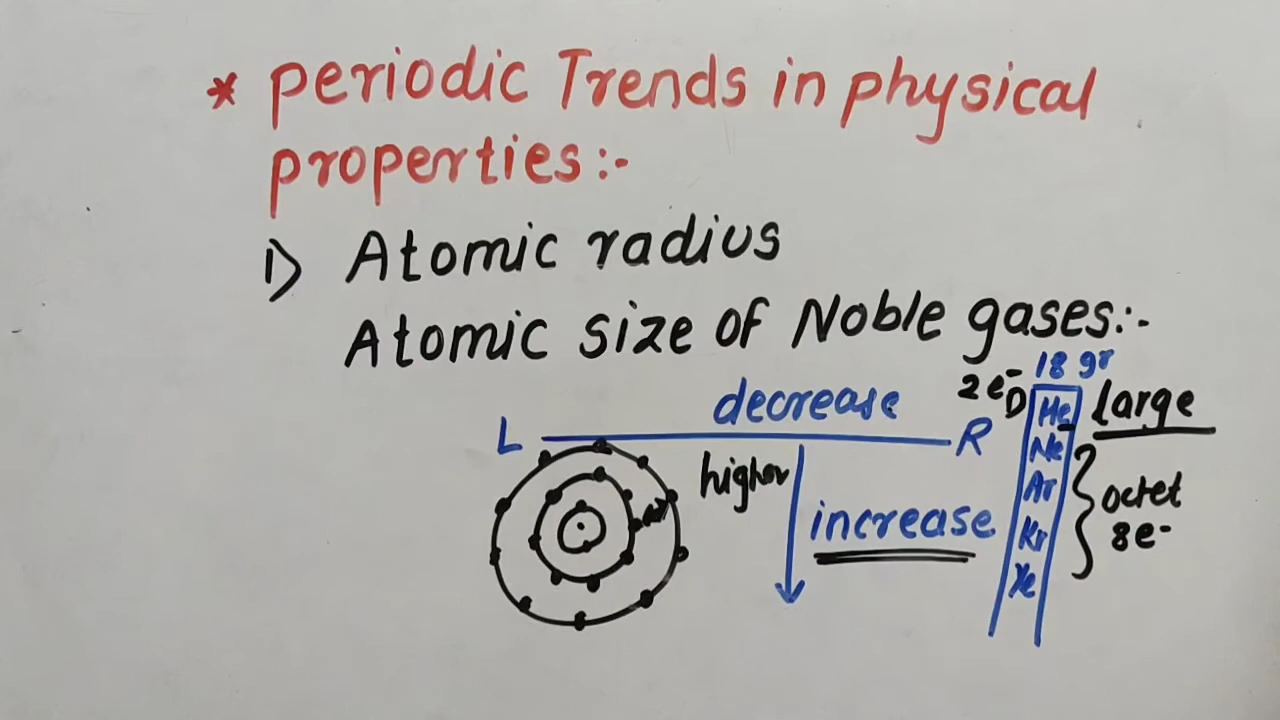 * Periodic Trends in physical
properties:-
1) Atomic radius
Atomic size of Noble gases:-
18 gr
2e⁻
D
decrease
L
R
He
large
Ne
higher
Ar
octet
8e⁻
increase
Kr
Xe